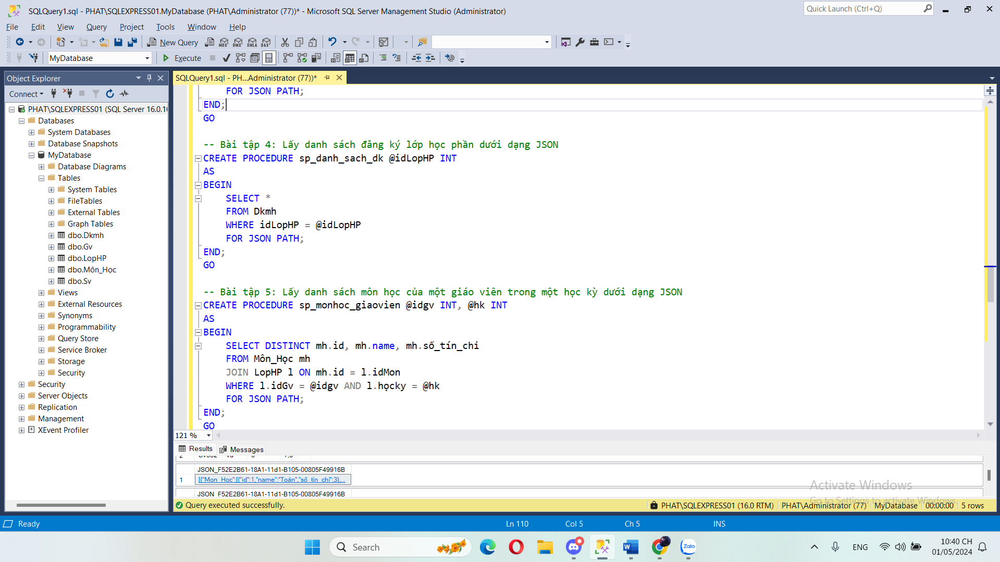 SQLQuery1.sql - PHAT\SQLEXPRESS01.MyDatabase (PHAT\Administrator (77))* - Microsoft SQL Server Management Studio (Administrator)
Quick Launch (Ctrl+Q)
File Edit View Query Project Tools Window Help
New Query
MDX DMX XMLA DAX
MyDatabase
Execute
Object Explorer
SQLQuery1.sql - PH...Administrator (77))*
Connect
PHAT\SQLEXPRESS01 (SQL Server 16.0.10
Databases
System Databases
Database Snapshots
MyDatabase
Database Diagrams
Tables
System Tables
FileTables
External Tables
Graph Tables
dbo.Dkmh
dbo.Gv
dbo.LopHP
dbo.Môn_Học
dbo.Sv
Views
External Resources
Synonyms
Programmability
Query Store
Service Broker
Storage
Security
Security
Server Objects
Replication
Management
XEvent Profiler
FOR JSON PATH;
END;
GO
-- Bài tập 4: Lấy danh sách đăng ký lớp học phần dưới dạng JSON
CREATE PROCEDURE sp_danh_sach_dk @idLopHP INT
AS
BEGIN
SELECT *
FROM Dkmh
WHERE idLopHP = @idLopHP
FOR JSON PATH;
END;
GO
-- Bài tập 5: Lấy danh sách môn học của một giáo viên trong một học kỳ dưới dạng JSON
CREATE PROCEDURE sp_monhoc_giaovien @idgv INT, @hk INT
AS
BEGIN
SELECT DISTINCT mh.id, mh.name, mh.số_tín_chỉ
FROM Môn_Học mh
JOIN LopHP l ON mh.id = l.idMon
WHERE l.idGv = @idgv AND l.họcky = @hk
FOR JSON PATH;
END;
GO
121 %
Results Messages
JSON_F52E2B61-18A1-11d1-B105-00805F49916B
1 [{"Mon_Hoc":[{"id":1,"name":"Toán","số_tín_chỉ":3},...
JSON_F52E2B61-18A1-11d1-B105-00805F49916B
Activate Windows
Go to Settings to activate Windows.
Query executed successfully.
PHAT\SQLEXPRESS01 (16.0 RTM) PHAT\Administrator (77) MyDatabase 00:00:00 5 rows
Ready
Ln 110 Col 5 Ch 5 INS
Search
Zalo
ENG
10:40 CH
01/05/2024